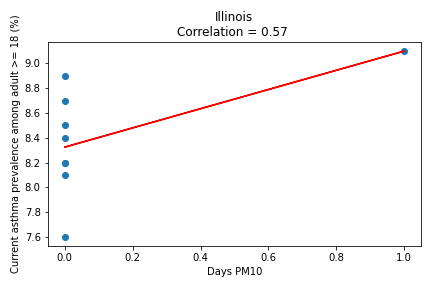 Illinois
Correlation = 0.57
Current asthma prevalence among adult >= 18 (%)
9.0
8.8
8.6
8.4
8.2
8.0
7.8
7.6
0.0 0.2 0.4 0.6 0.8 1.0
Days PM10